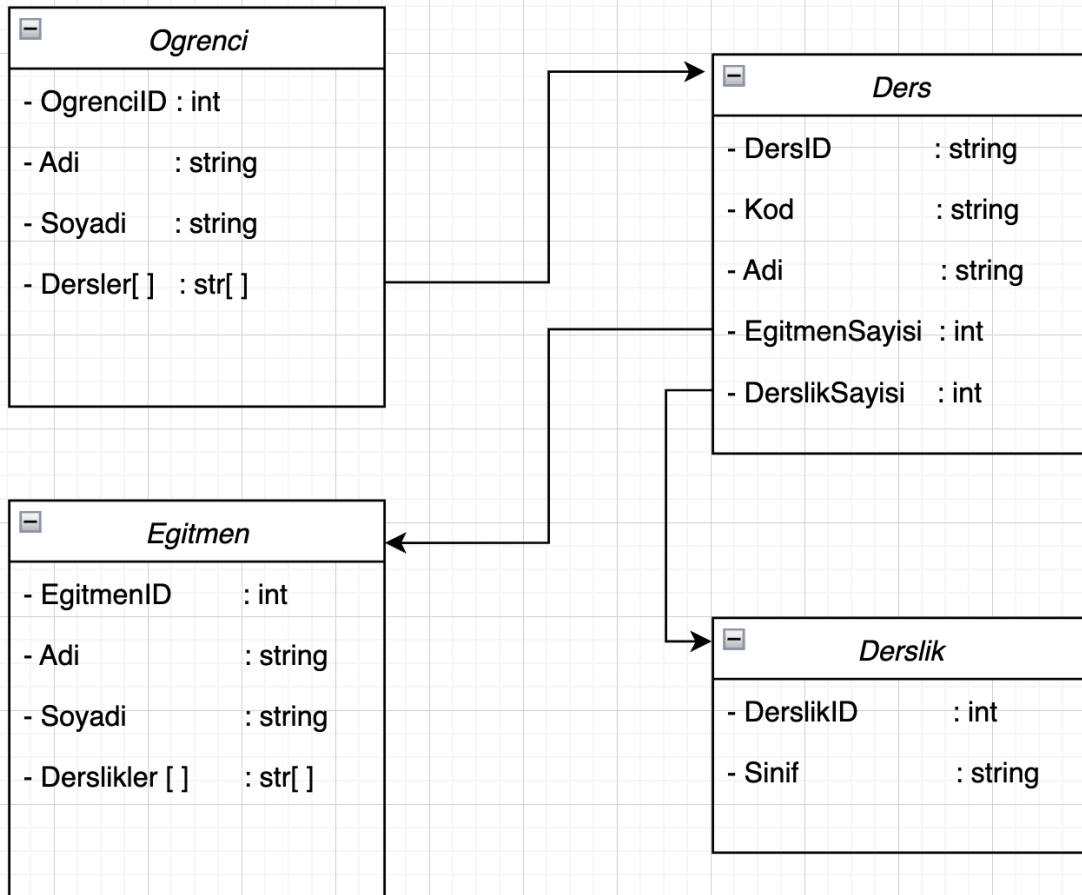 Ogrenci
- OgrenciID : int
- Adi : string
- Soyadi : string
- Dersler[ ] : str[ ]
Ders
- DersID : string
- Kod : string
- Adi : string
- EgitmenSayisi : int
- DerslikSayisi : int
Egitmen
- EgitmenID : int
- Adi : string
- Soyadi : string
- Derslikler [ ] : str[ ]
Derslik
- DerslikID : int
- Sinif : string